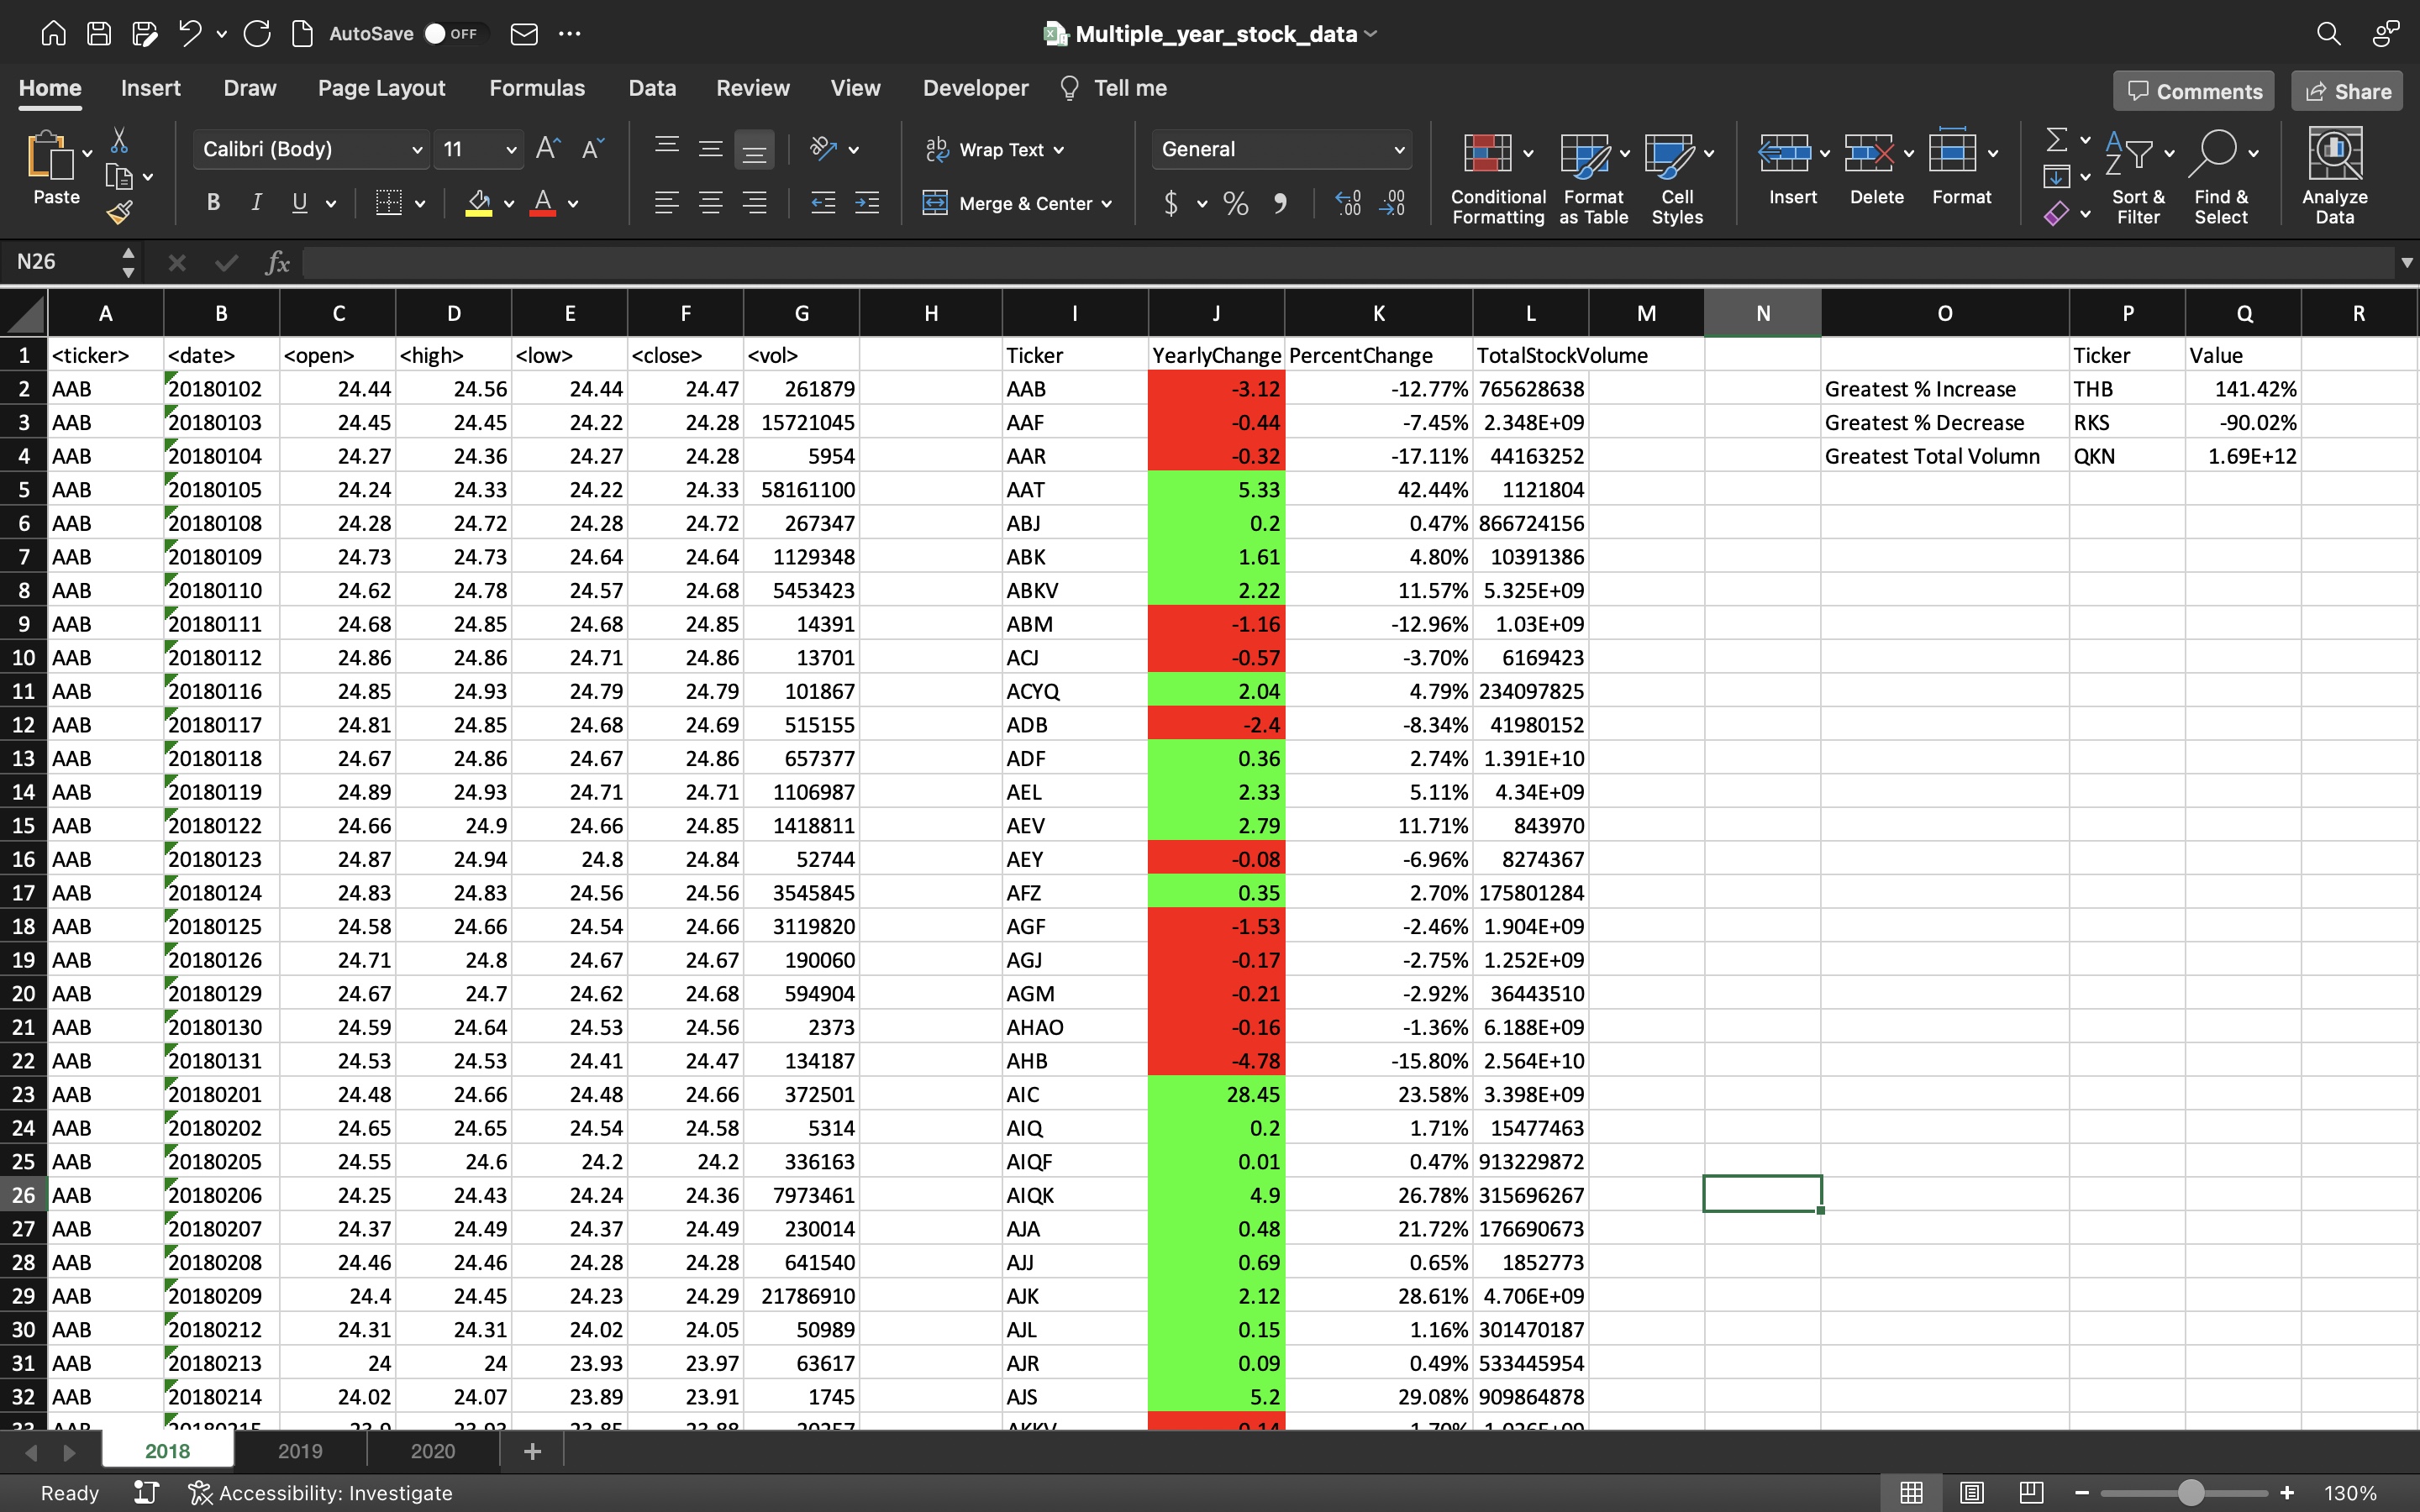 AutoSave OFF Multiple_year_stock_data
Home Insert Draw Page Layout Formulas Data Review View Developer Tell me Comments Share
Calibri (Body) 11 Wrap Text General
Paste B I U Merge & Center $ % Conditional Formatting Format as Table Cell Styles Insert Delete Format Sort & Filter Find & Select Analyze Data
N26 fx
A B C D E F G H I J K L M N O P Q R
1 <ticker> <date> <open> <high> <low> <close> <vol> Ticker YearlyChange PercentChange TotalStockVolume Ticker Value
2 AAB 20180102 24.44 24.56 24.44 24.47 261879 AAB -3.12 -12.77% 765628638 Greatest % Increase THB 141.42%
3 AAB 20180103 24.45 24.45 24.22 24.28 15721045 AAF -0.44 -7.45% 2.348E+09 Greatest % Decrease RKS -90.02%
4 AAB 20180104 24.27 24.36 24.27 24.28 5954 AAR -0.32 -17.11% 44163252 Greatest Total Volumn QKN 1.69E+12
5 AAB 20180105 24.24 24.33 24.22 24.33 58161100 AAT 5.33 42.44% 1121804
6 AAB 20180108 24.28 24.72 24.28 24.72 267347 ABJ 0.2 0.47% 866724156
7 AAB 20180109 24.73 24.73 24.64 24.64 1129348 ABK 1.61 4.80% 10391386
8 AAB 20180110 24.62 24.78 24.57 24.68 5453423 ABKV 2.22 11.57% 5.325E+09
9 AAB 20180111 24.68 24.85 24.68 24.85 14391 ABM -1.16 -12.96% 1.03E+09
10 AAB 20180112 24.86 24.86 24.71 24.86 13701 ACJ -0.57 -3.70% 6169423
11 AAB 20180116 24.85 24.93 24.79 24.79 101867 ACYQ 2.04 4.79% 234097825
12 AAB 20180117 24.81 24.85 24.68 24.69 515155 ADB -2.4 -8.34% 41980152
13 AAB 20180118 24.67 24.86 24.67 24.86 657377 ADF 0.36 2.74% 1.391E+10
14 AAB 20180119 24.89 24.93 24.71 24.71 1106987 AEL 2.33 5.11% 4.34E+09
15 AAB 20180122 24.66 24.9 24.66 24.85 1418811 AEV 2.79 11.71% 843970
16 AAB 20180123 24.87 24.94 24.8 24.84 52744 AEY -0.08 -6.96% 8274367
17 AAB 20180124 24.83 24.83 24.56 24.56 3545845 AFZ 0.35 2.70% 175801284
18 AAB 20180125 24.58 24.66 24.54 24.66 3119820 AGF -1.53 -2.46% 1.904E+09
19 AAB 20180126 24.71 24.8 24.67 24.67 190060 AGJ -0.17 -2.75% 1.252E+09
20 AAB 20180129 24.67 24.7 24.62 24.68 594904 AGM -0.21 -2.92% 36443510
21 AAB 20180130 24.59 24.64 24.53 24.56 2373 AHAO -0.16 -1.36% 6.188E+09
22 AAB 20180131 24.53 24.53 24.41 24.47 134187 AHB -4.78 -15.80% 2.564E+10
23 AAB 20180201 24.48 24.66 24.48 24.66 372501 AIC 28.45 23.58% 3.398E+09
24 AAB 20180202 24.65 24.65 24.54 24.58 5314 AIQ 0.2 1.71% 15477463
25 AAB 20180205 24.55 24.6 24.2 24.2 336163 AIQF 0.01 0.47% 913229872
26 AAB 20180206 24.25 24.43 24.24 24.36 7973461 AIQK 4.9 26.78% 315696267
27 AAB 20180207 24.37 24.49 24.37 24.49 230014 AJA 0.48 21.72% 176690673
28 AAB 20180208 24.46 24.46 24.28 24.28 641540 AJJ 0.69 0.65% 1852773
29 AAB 20180209 24.4 24.45 24.23 24.29 21786910 AJK 2.12 28.61% 4.706E+09
30 AAB 20180212 24.31 24.31 24.02 24.05 50989 AJL 0.15 1.16% 301470187
31 AAB 20180213 24 24 23.93 23.97 63617 AJR 0.09 0.49% 533445954
32 AAB 20180214 24.02 24.07 23.89 23.91 1745 AJS 5.2 29.08% 909864878
2018 2019 2020
Ready Accessibility: Investigate 130%